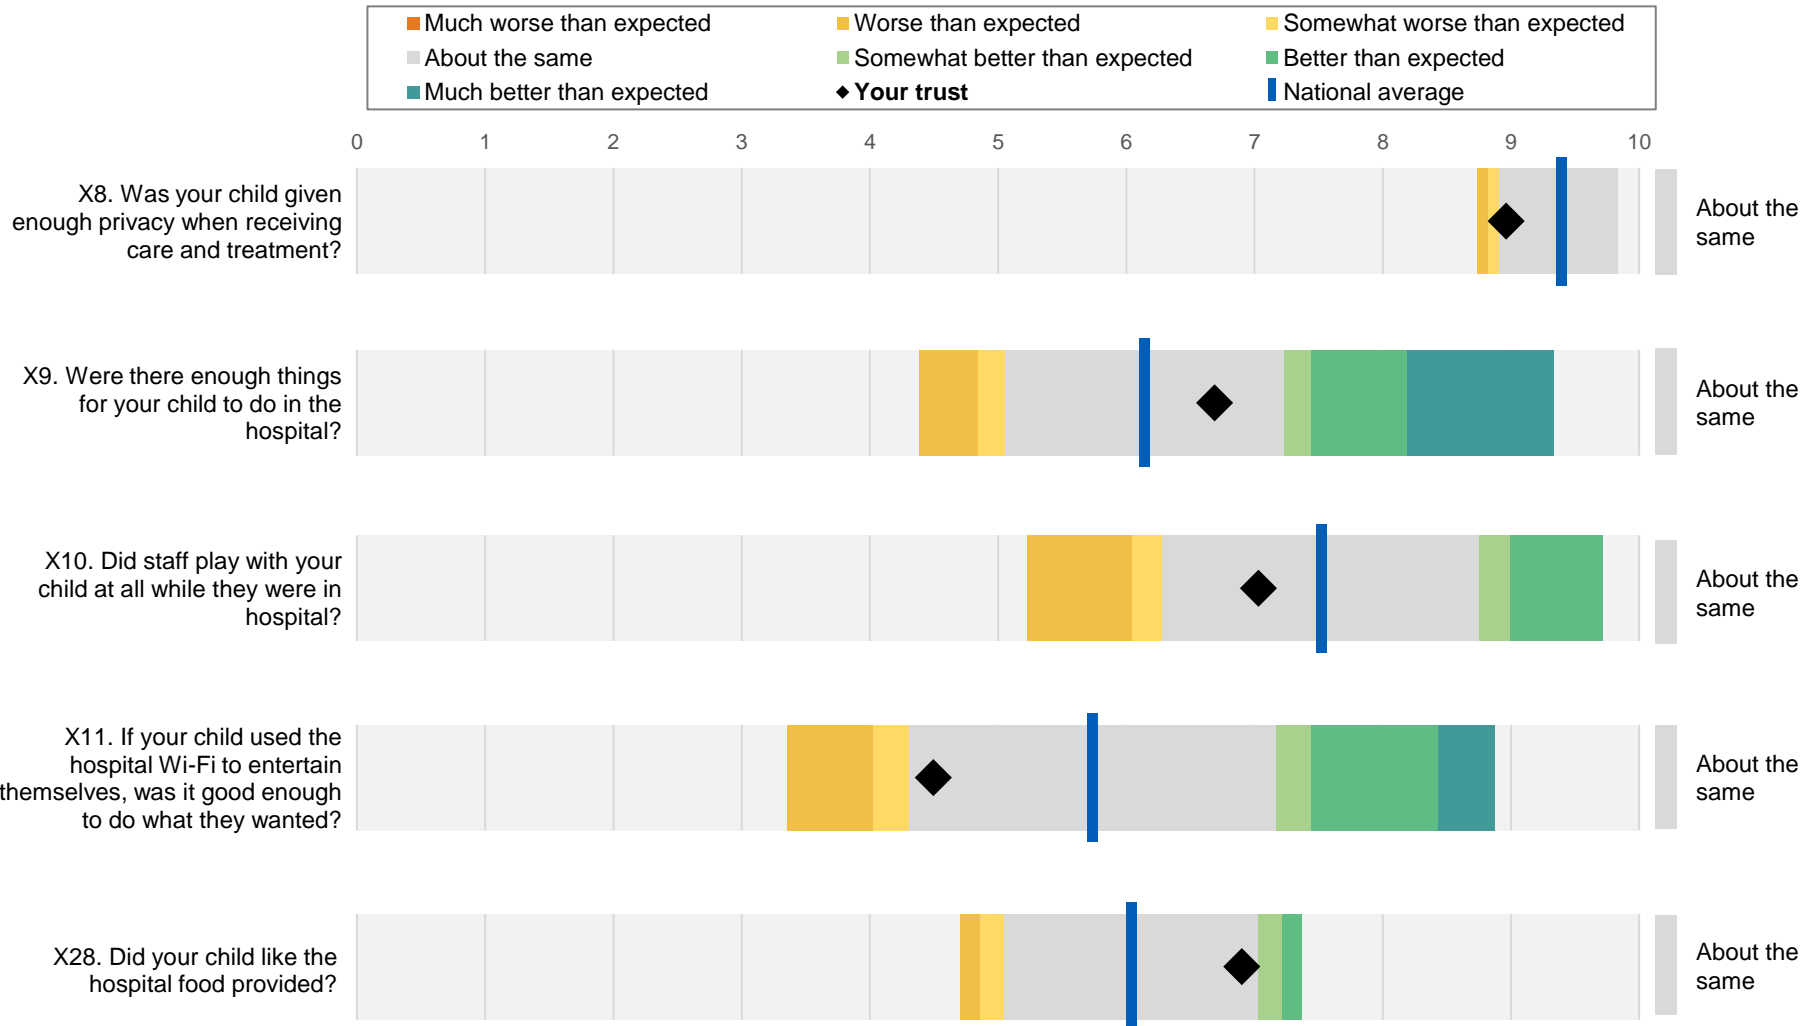 Much worse than expected
Worse than expected
Somewhat worse than expected
About the same
Somewhat better than expected
Better than expected
Much better than expected
Your trust
National average
0 1 2 3 4 5 6 7 8 9 10
X8. Was your child given
enough privacy when receiving
care and treatment?
About the
same
X9. Were there enough things
for your child to do in the
hospital?
About the
same
X10. Did staff play with your
child at all while they were in
hospital?
About the
same
X11. If your child used the
hospital Wi-Fi to entertain
themselves, was it good enough
to do what they wanted?
About the
same
X28. Did your child like the
hospital food provided?
About the
same